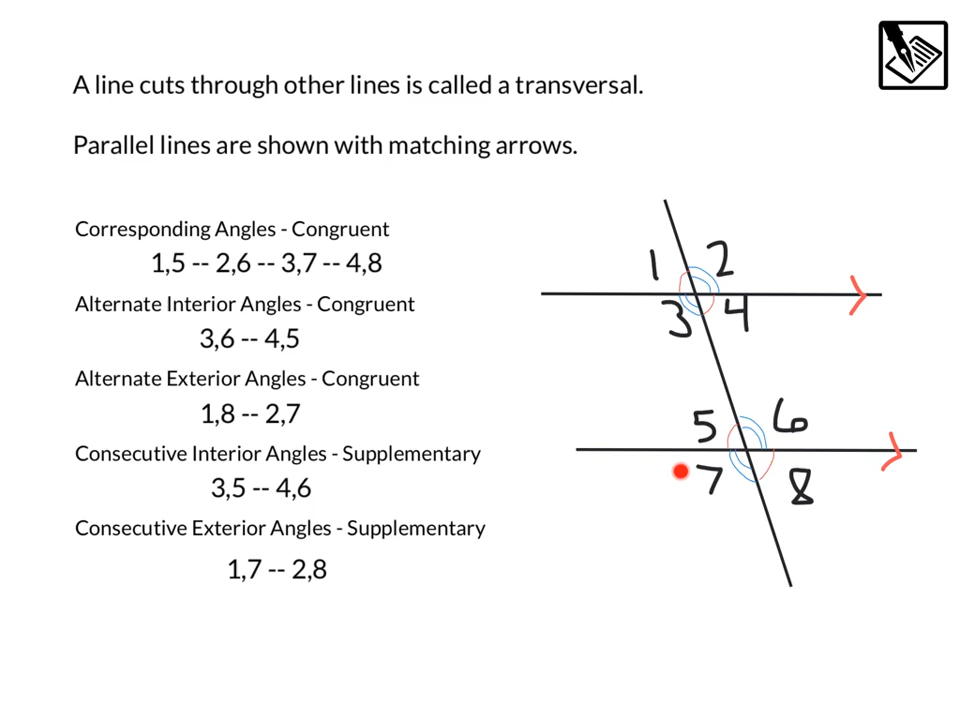 A line cuts through other lines is called a transversal.
Parallel lines are shown with matching arrows.
Corresponding Angles - Congruent
1,5 -- 2,6 -- 3,7 -- 4,8
Alternate Interior Angles - Congruent
3,6 -- 4,5
Alternate Exterior Angles - Congruent
1,8 -- 2,7
Consecutive Interior Angles - Supplementary
3,5 -- 4,6
Consecutive Exterior Angles - Supplementary
1,7 -- 2,8
1 2
3 4
5 6
7 8